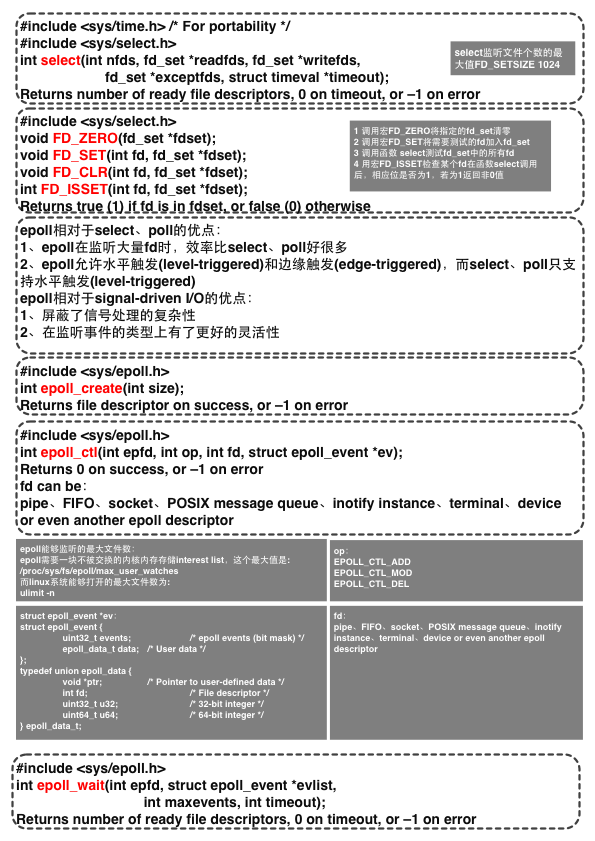 #include <sys/time.h> /* For portability */
#include <sys/select.h>
int select(int nfds, fd_set *readfds, fd_set *writefds,
fd_set *exceptfds, struct timeval *timeout);
Returns number of ready file descriptors, 0 on timeout, or –1 on error
select监听文件个数的最
大值FD_SETSIZE 1024
#include <sys/select.h>
void FD_ZERO(fd_set *fdset);
void FD_SET(int fd, fd_set *fdset);
void FD_CLR(int fd, fd_set *fdset);
int FD_ISSET(int fd, fd_set *fdset);
Returns true (1) if fd is in fdset, or false (0) otherwise
1 调用宏FD_ZERO将指定的fd_set清零
2 调用宏FD_SET将需要测试的fd加入fd_set
3 调用函数 select测试fd_set中的所有fd
4 用宏FD_ISSET检查某个fd在函数select调用
后，相应位是否为1，若为1返回非0值
epoll相对于select、poll的优点：
1、epoll在监听大量fd时，效率比select、poll好很多
2、epoll允许水平触发(level-triggered)和边缘触发(edge-triggered)，而select、poll只支
持水平触发(level-triggered)
epoll相对于signal-driven I/O的优点：
1、屏蔽了信号处理的复杂性
2、在监听事件的类型上有了更好的灵活性
#include <sys/epoll.h>
int epoll_create(int size);
Returns file descriptor on success, or –1 on error
#include <sys/epoll.h>
int epoll_ctl(int epfd, int op, int fd, struct epoll_event *ev);
Returns 0 on success, or –1 on error
fd can be：
pipe、FIFO、socket、POSIX message queue、inotify instance、terminal、device
or even another epoll descriptor
epoll能够监听的最大文件数：
epoll需要一块不被交换的内核内存存储interest list，这个最大值是:
/proc/sys/fs/epoll/max_user_watches
而linux系统能够打开的最大文件数为:
ulimit -n
op：
EPOLL_CTL_ADD
EPOLL_CTL_MOD
EPOLL_CTL_DEL
struct epoll_event *ev：
struct epoll_event {
uint32_t events; /* epoll events (bit mask) */
epoll_data_t data; /* User data */
};
typedef union epoll_data {
void *ptr; /* Pointer to user-defined data */
int fd; /* File descriptor */
uint32_t u32; /* 32-bit integer */
uint64_t u64; /* 64-bit integer */
} epoll_data_t;
fd：
pipe、FIFO、socket、POSIX message queue、inotify
instance、terminal、device or even another epoll
descriptor
#include <sys/epoll.h>
int epoll_wait(int epfd, struct epoll_event *evlist,
int maxevents, int timeout);
Returns number of ready file descriptors, 0 on timeout, or –1 on error